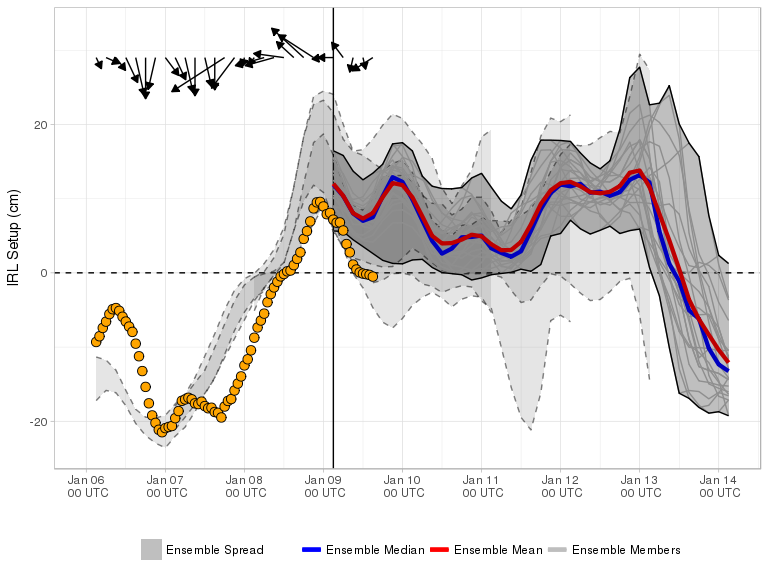 IRL Setup (cm)
20
0
-20
Jan 06 Jan 07 Jan 08 Jan 09 Jan 10 Jan 11 Jan 12 Jan 13 Jan 14
00 UTC 00 UTC 00 UTC 00 UTC 00 UTC 00 UTC 00 UTC 00 UTC 00 UTC
Ensemble Spread Ensemble Median Ensemble Mean Ensemble Members